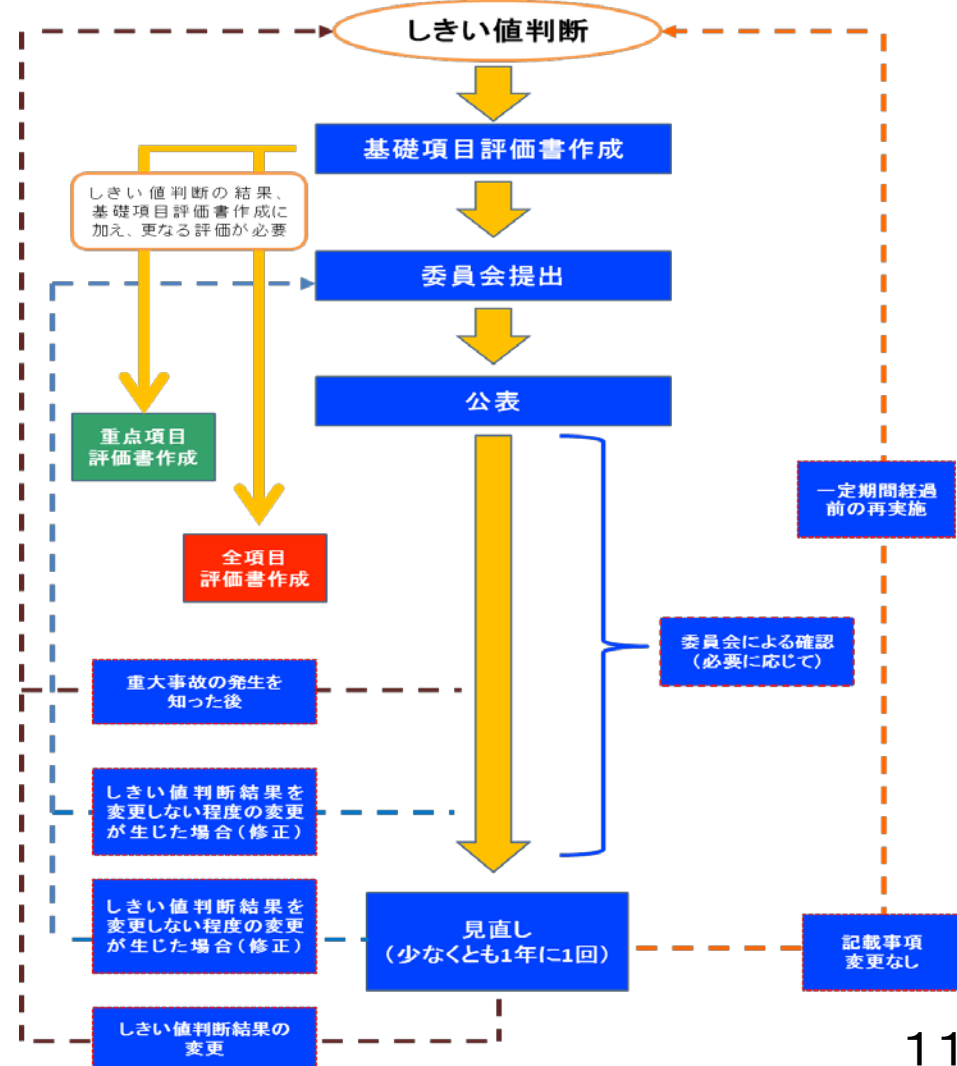 しきい値判断
基礎項目評価書作成
しきい値判断の結果、
基礎項目評価書作成に
加え、更なる評価が必要
委員会提出
公表
重点項目
評価書作成
一定期間経過
前の再実施
全項目
評価書作成
委員会による確認
（必要に応じて）
重大事故の発生を
知った後
しきい値判断結果を
変更しない程度の変更
が生じた場合（修正）
しきい値判断結果を
変更しない程度の変更
が生じた場合（修正）
見直し
（少なくとも1年に1回）
記載事項
変更なし
しきい値判断結果の
変更
11